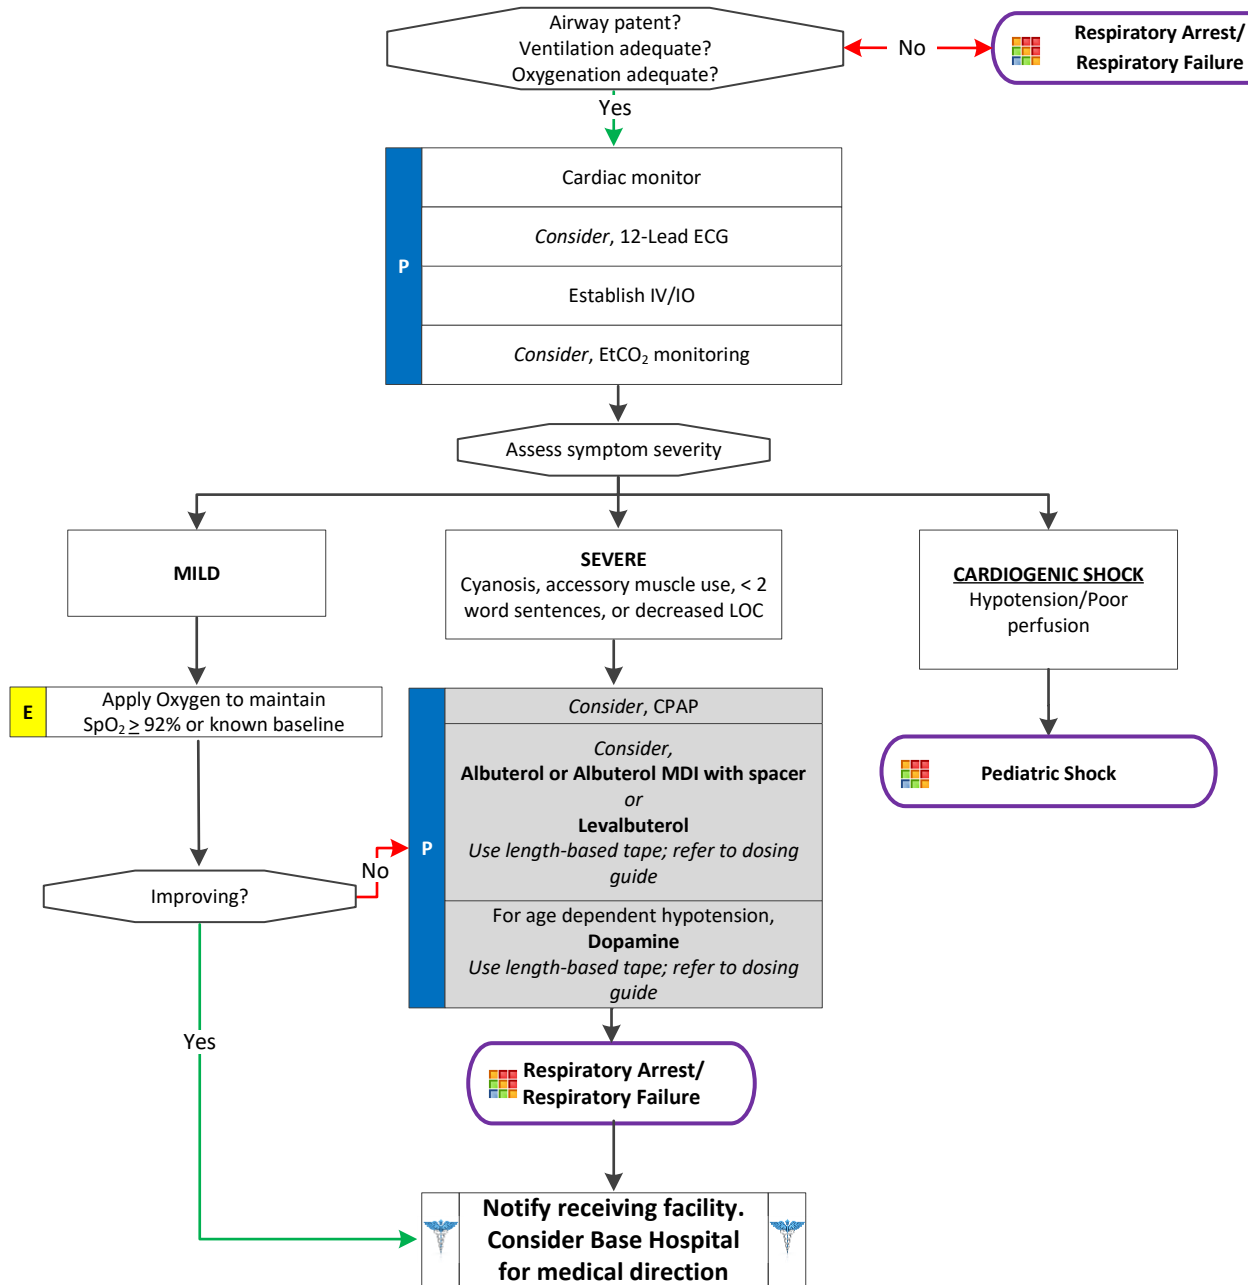 Airway patent?
Ventilation adequate?
Oxygenation adequate?
No
Respiratory Arrest/
Respiratory Failure
Yes
P
Cardiac monitor
Consider, 12-Lead ECG
Establish IV/IO
Consider, EtCO₂ monitoring
Assess symptom severity
MILD
SEVERE
Cyanosis, accessory muscle use, < 2
word sentences, or decreased LOC
CARDIOGENIC SHOCK
Hypotension/Poor
perfusion
E
Apply Oxygen to maintain
SpO₂ ≥ 92% or known baseline
P
Consider, CPAP
Consider,
Albuterol or Albuterol MDI with spacer
or
Levalbuterol
Use length-based tape; refer to dosing
guide
For age dependent hypotension,
Dopamine
Use length-based tape; refer to dosing
guide
Pediatric Shock
Improving?
No
Yes
Respiratory Arrest/
Respiratory Failure
Notify receiving facility.
Consider Base Hospital
for medical direction